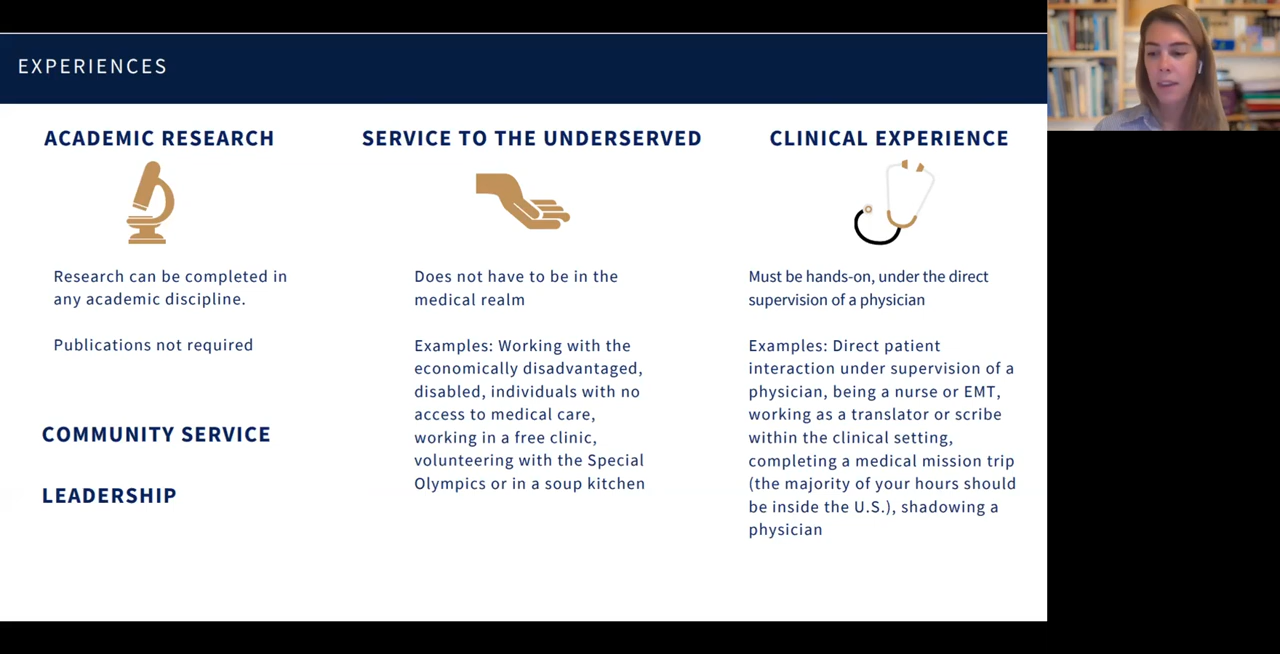 EXPERIENCES
ACADEMIC RESEARCH
Research can be completed in
any academic discipline.
Publications not required
COMMUNITY SERVICE
LEADERSHIP
SERVICE TO THE UNDERSERVED
Does not have to be in the
medical realm
Examples: Working with the
economically disadvantaged,
disabled, individuals with no
access to medical care,
working in a free clinic,
volunteering with the Special
Olympics or in a soup kitchen
CLINICAL EXPERIENCE
Must be hands-on, under the direct
supervision of a physician
Examples: Direct patient
interaction under supervision of a
physician, being a nurse or EMT,
working as a translator or scribe
within the clinical setting,
completing a medical mission trip
(the majority of your hours should
be inside the U.S.), shadowing a
physician